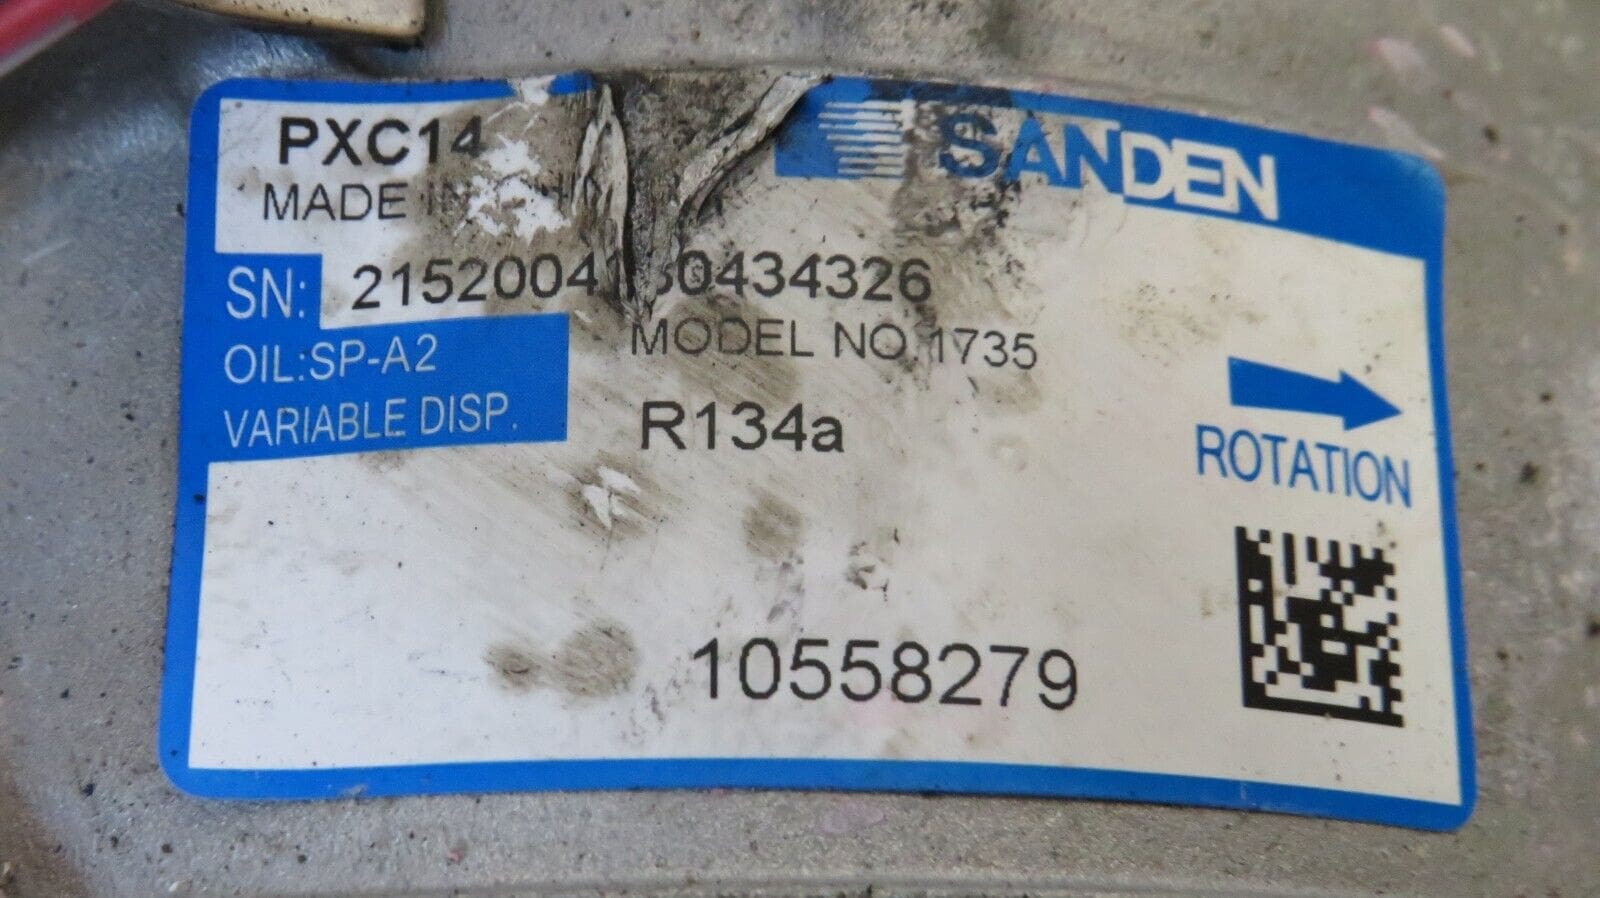 PXC14
SANDEN
MADE
SN:
OIL:SP-A2
MODEL NO.1735
VARIABLE DISP.
R134a
ROTATION
10558279